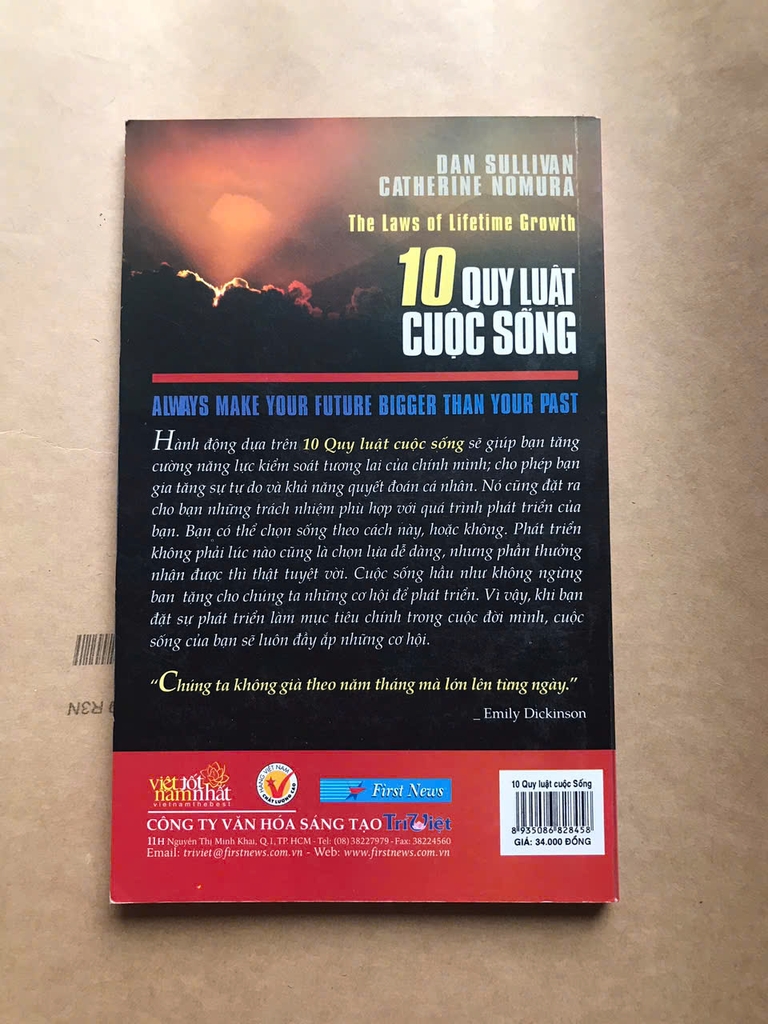 DAN SULLIVAN
CATHERINE NOMURA
The Laws of Lifetime Growth
10 QUY LUẬT
CUỘC SỐNG
ALWAYS MAKE YOUR FUTURE BIGGER THAN YOUR PAST
Hành động dựa trên 10 Quy luật cuộc sống sẽ giúp bạn tăng
cường năng lực kiểm soát tương lai của chính mình; cho phép bạn
gia tăng sự tự do và khả năng quyết đoán cá nhân. Nó cũng đặt ra
cho bạn những trách nhiệm phù hợp với quá trình phát triển của
bạn. Bạn có thể chọn sống theo cách này, hoặc không. Phát triển
không phải lúc nào cũng là chọn lựa dễ dàng, nhưng phần thưởng
nhận được thì thật tuyệt vời. Cuộc sống hầu như không ngừng
ban tặng cho chúng ta những cơ hội để phát triển. Vì vậy, khi bạn
đặt sự phát triển làm mục tiêu chính trong cuộc đời mình, cuộc
sống của bạn sẽ luôn đầy ắp những cơ hội.
“Chúng ta không già theo năm tháng mà lớn lên từng ngày.”
_ Emily Dickinson
việt tốt
nam nhất
vietnamthebest
HÀNG VIỆT NAM
CHẤT LƯỢNG CAO
First News
CÔNG TY VĂN HÓA SÁNG TẠO TriViệt
11H Nguyễn Thị Minh Khai, Q.1, TP. HCM - Tel: (08) 38227979 - Fax: 38224560
Email: triviet@firstnews.com.vn - Web: www.firstnews.com.vn
10 Quy luật cuộc Sống
8 935086 828458
GIÁ: 34.000 ĐỒNG